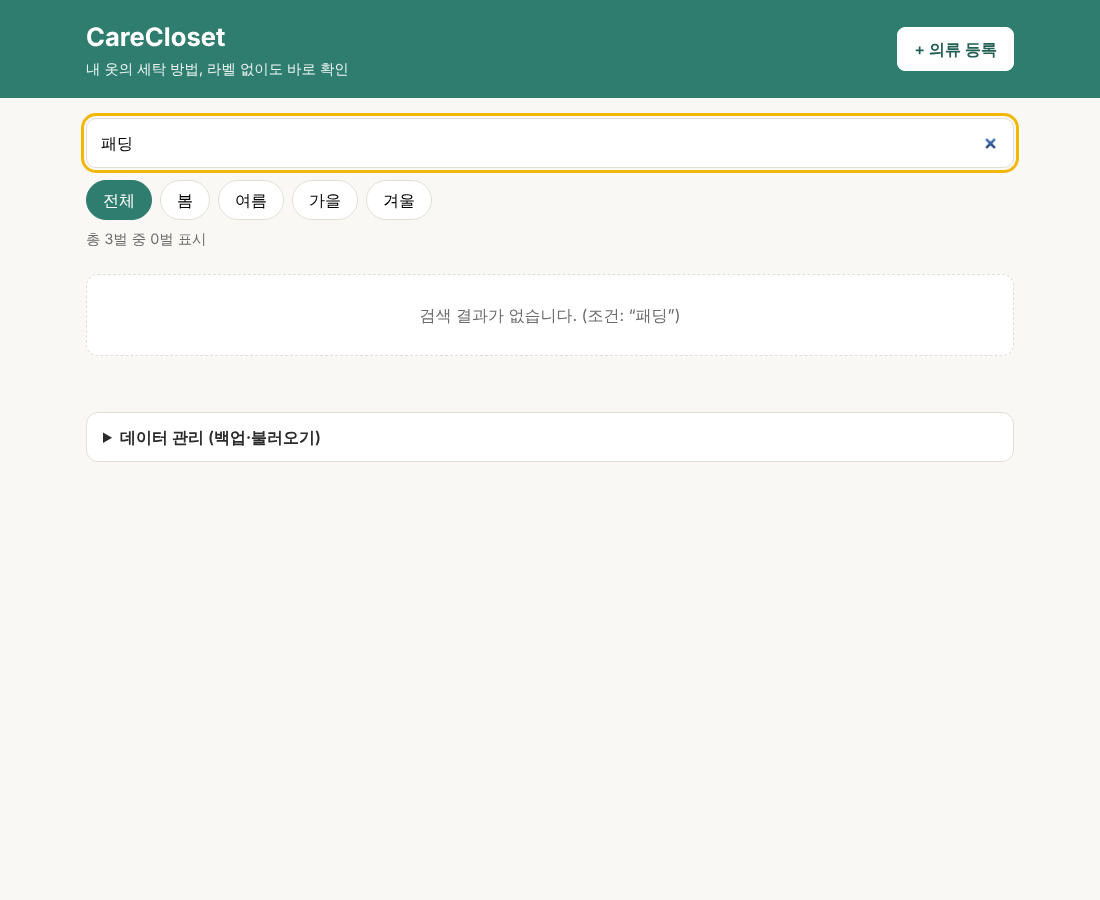 CareCloset
내 옷의 세탁 방법, 라벨 없이도 바로 확인
+ 의류 등록
패딩
전체 봄 여름 가을 겨울
총 3벌 중 0벌 표시
검색 결과가 없습니다. (조건: “패딩”)
데이터 관리 (백업·불러오기)